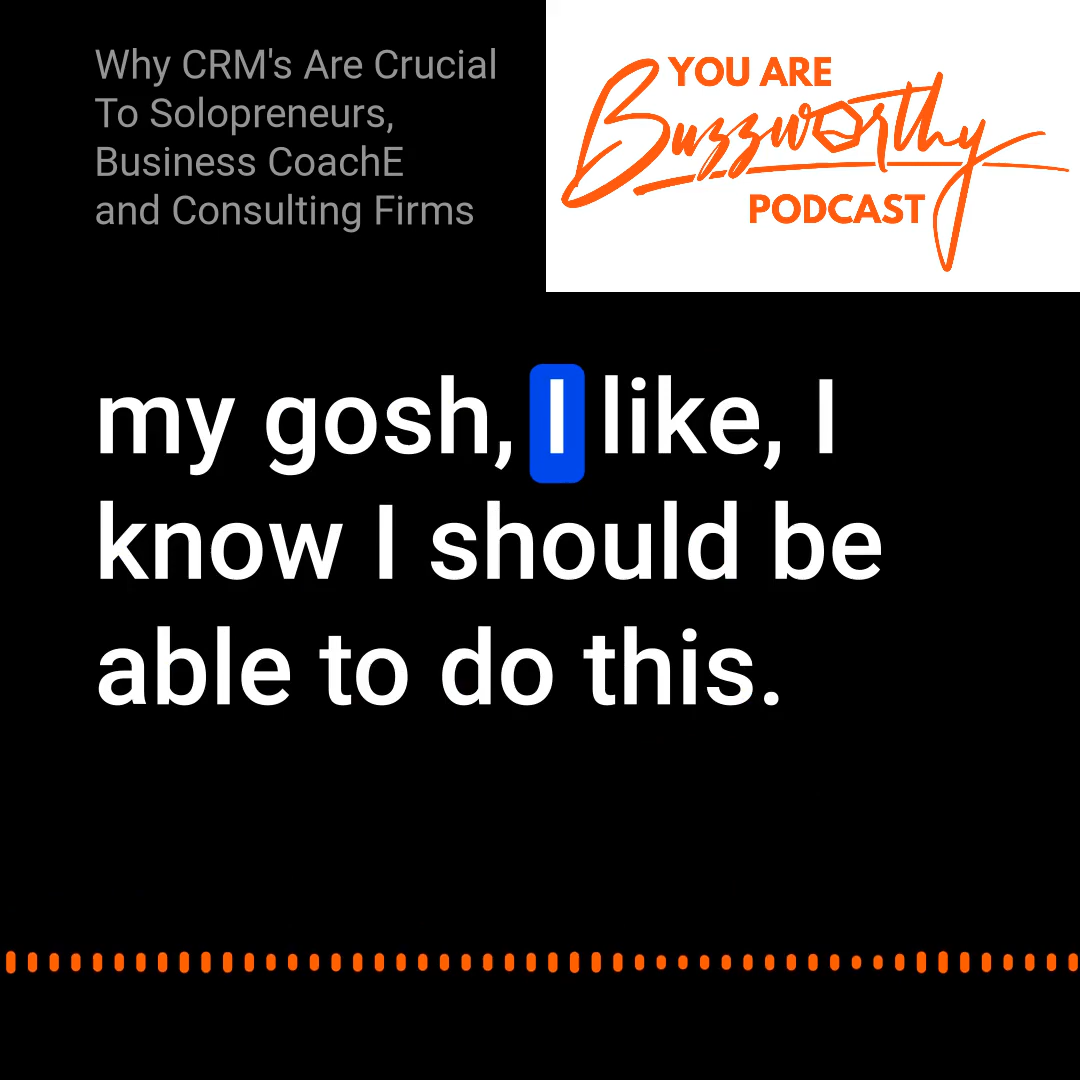 Why CRM's Are Crucial
To Solopreneurs,
Business CoachE
and Consulting Firms
YOU ARE
Buzzworthy
PODCAST
my gosh, I like, I
know I should be
able to do this.